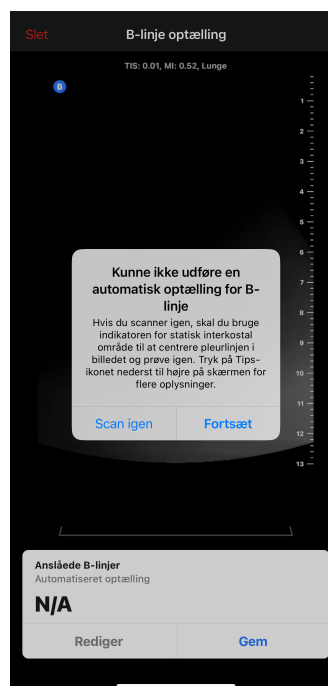 Slet
B-linje optælling
TIS: 0.01, MI: 0.52, Lunge
B
1
2
3
4
5
6
7
8
9
10
11
12
13
Kunne ikke udføre en
automatisk optælling for B-
linje
Hvis du scanner igen, skal du bruge
indikatoren for statisk interkostal
område til at centrere pleurlinjen i
billedet og prøve igen. Tryk på Tips-
ikonet nederst til højre på skærmen for
flere oplysninger.
Scan igen
Fortsæt
Anslåede B-linjer
Automatiseret optælling
N/A
Rediger
Gem